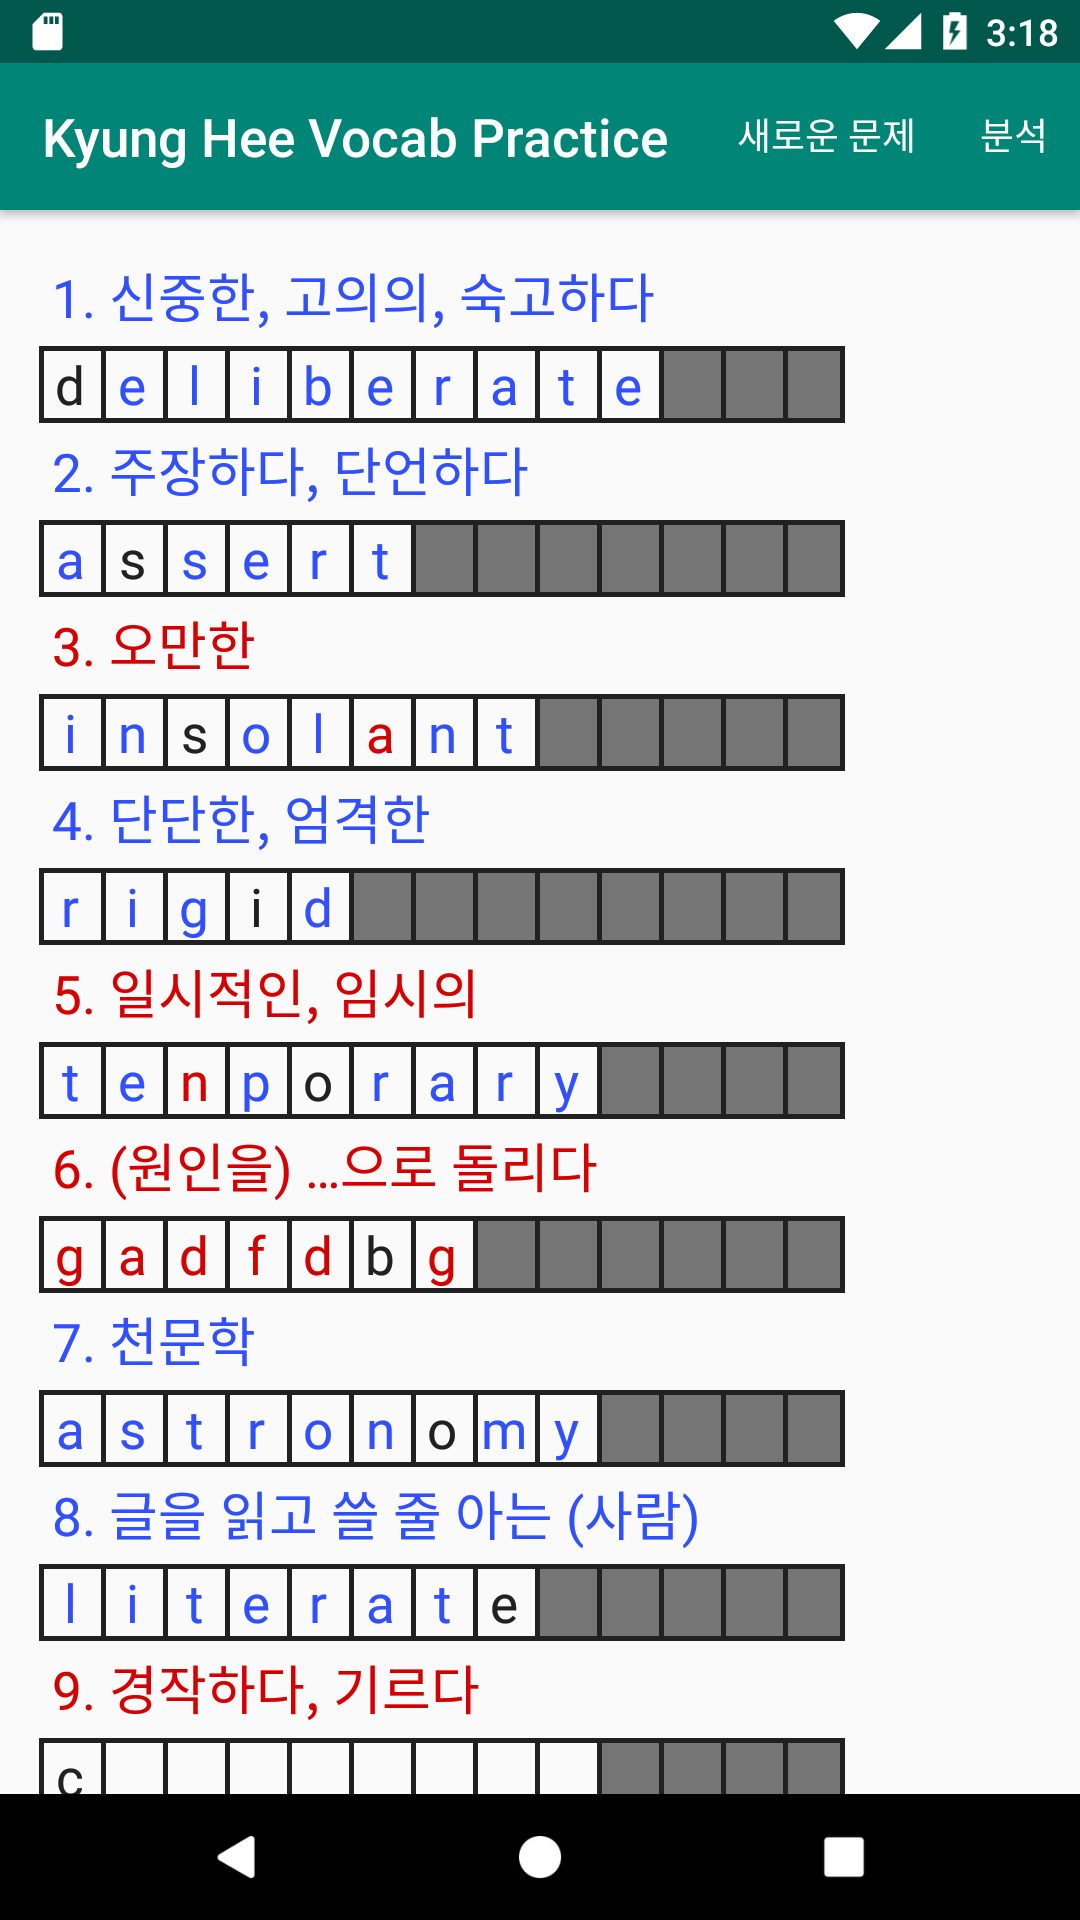 3:18
Kyung Hee Vocab Practice 새로운 문제 분석
1. 신중한, 고의의, 숙고하다
deliberate
2. 주장하다, 단언하다
assert
3. 오만한
insolant
4. 단단한, 엄격한
rigid
5. 일시적인, 임시의
tenporary
6. (원인을) ...으로 돌리다
gadfdbg
7. 천문학
astronomy
8. 글을 읽고 쓸 줄 아는 (사람)
literate
9. 경작하다, 기르다
c